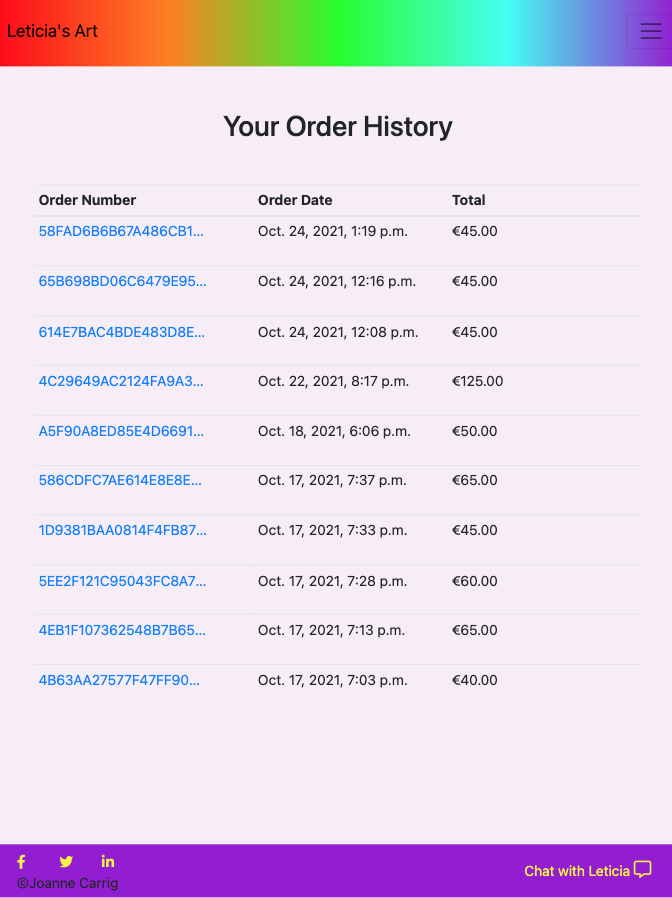 Leticia's Art
Your Order History
Order Number Order Date Total
58FAD6B6B67A486CB1... Oct. 24, 2021, 1:19 p.m. €45.00
65B698BD06C6479E95... Oct. 24, 2021, 12:16 p.m. €45.00
614E7BAC4BDE483D8E... Oct. 24, 2021, 12:08 p.m. €45.00
4C29649AC2124FA9A3... Oct. 22, 2021, 8:17 p.m. €125.00
A5F90A8ED85E4D6691... Oct. 18, 2021, 6:06 p.m. €50.00
586CDFC7AE614E8E8E... Oct. 17, 2021, 7:37 p.m. €65.00
1D9381BAA0814F4FB87... Oct. 17, 2021, 7:33 p.m. €45.00
5EE2F121C95043FC8A7... Oct. 17, 2021, 7:28 p.m. €60.00
4EB1F107362548B7B65... Oct. 17, 2021, 7:13 p.m. €65.00
4B63AA27577F47FF90... Oct. 17, 2021, 7:03 p.m. €40.00
Chat with Leticia
©Joanne Carrig